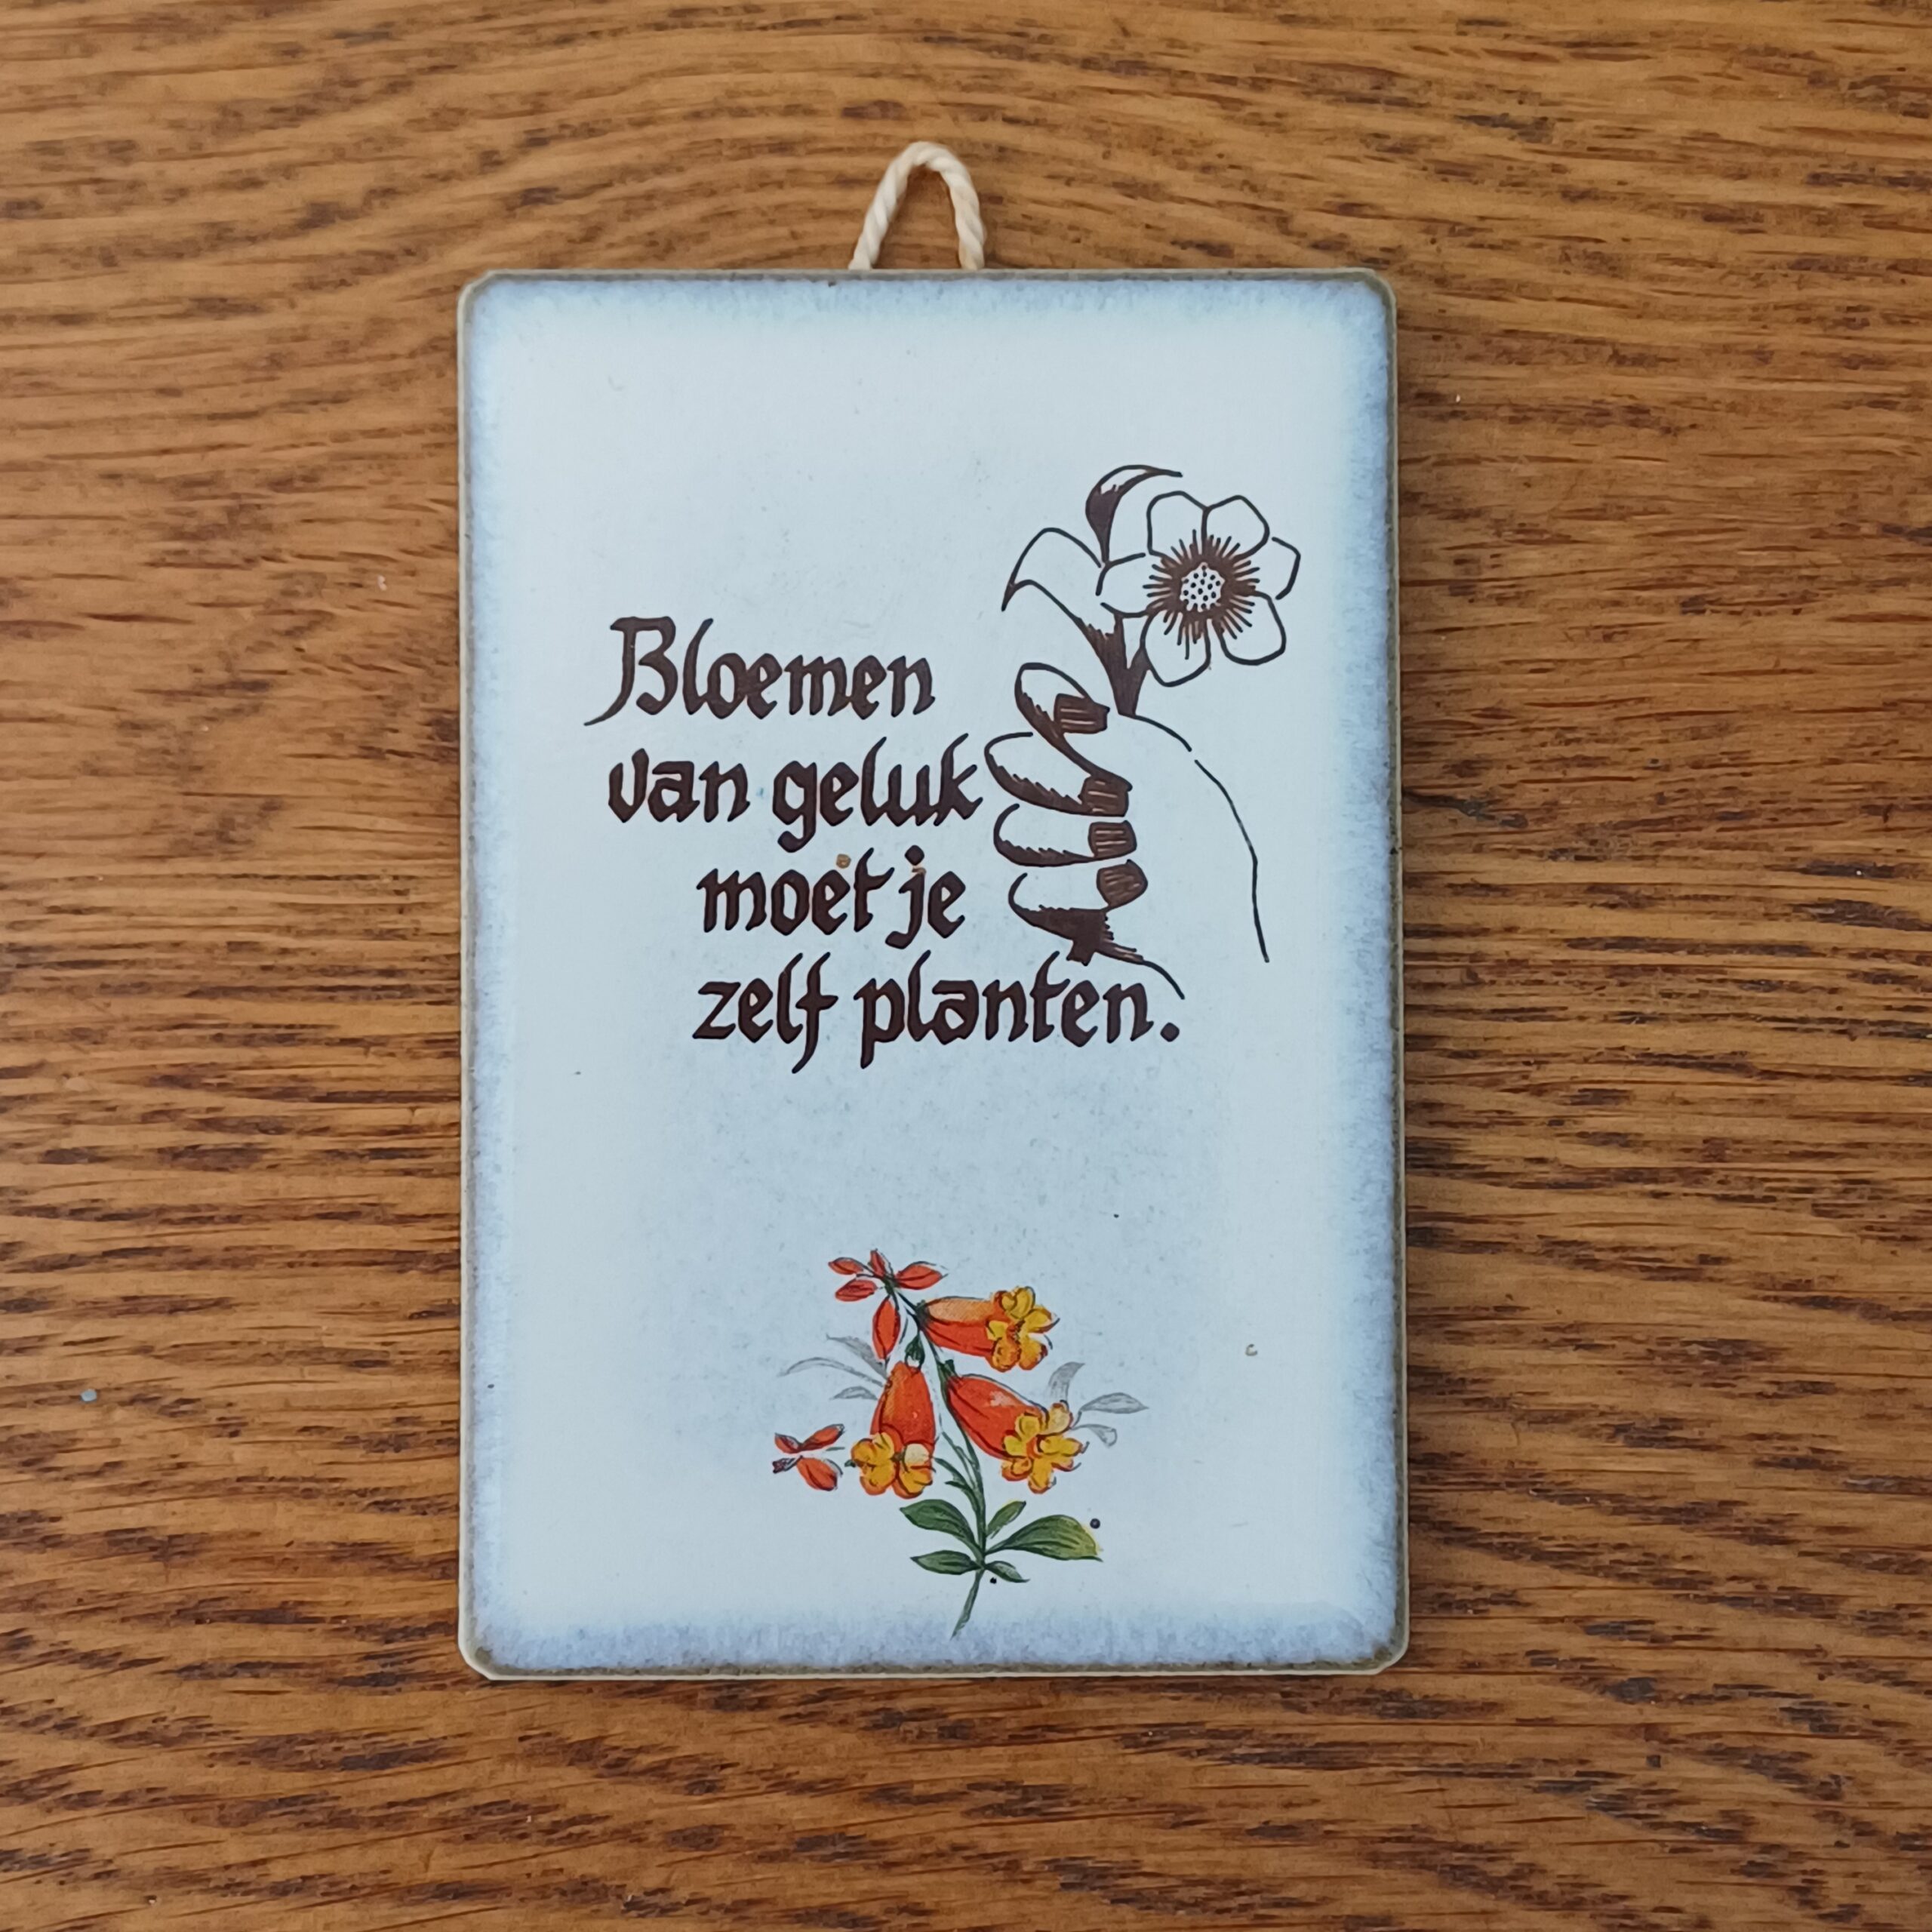 Bloemen
van geluk
moet je
zelf planten.